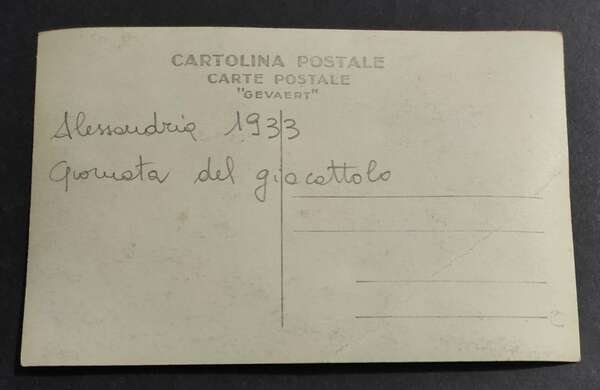 CARTOLINA POSTALE
CARTE POSTALE
"GEVAERT"
Alessandria 1933
Giornata del giocattolo